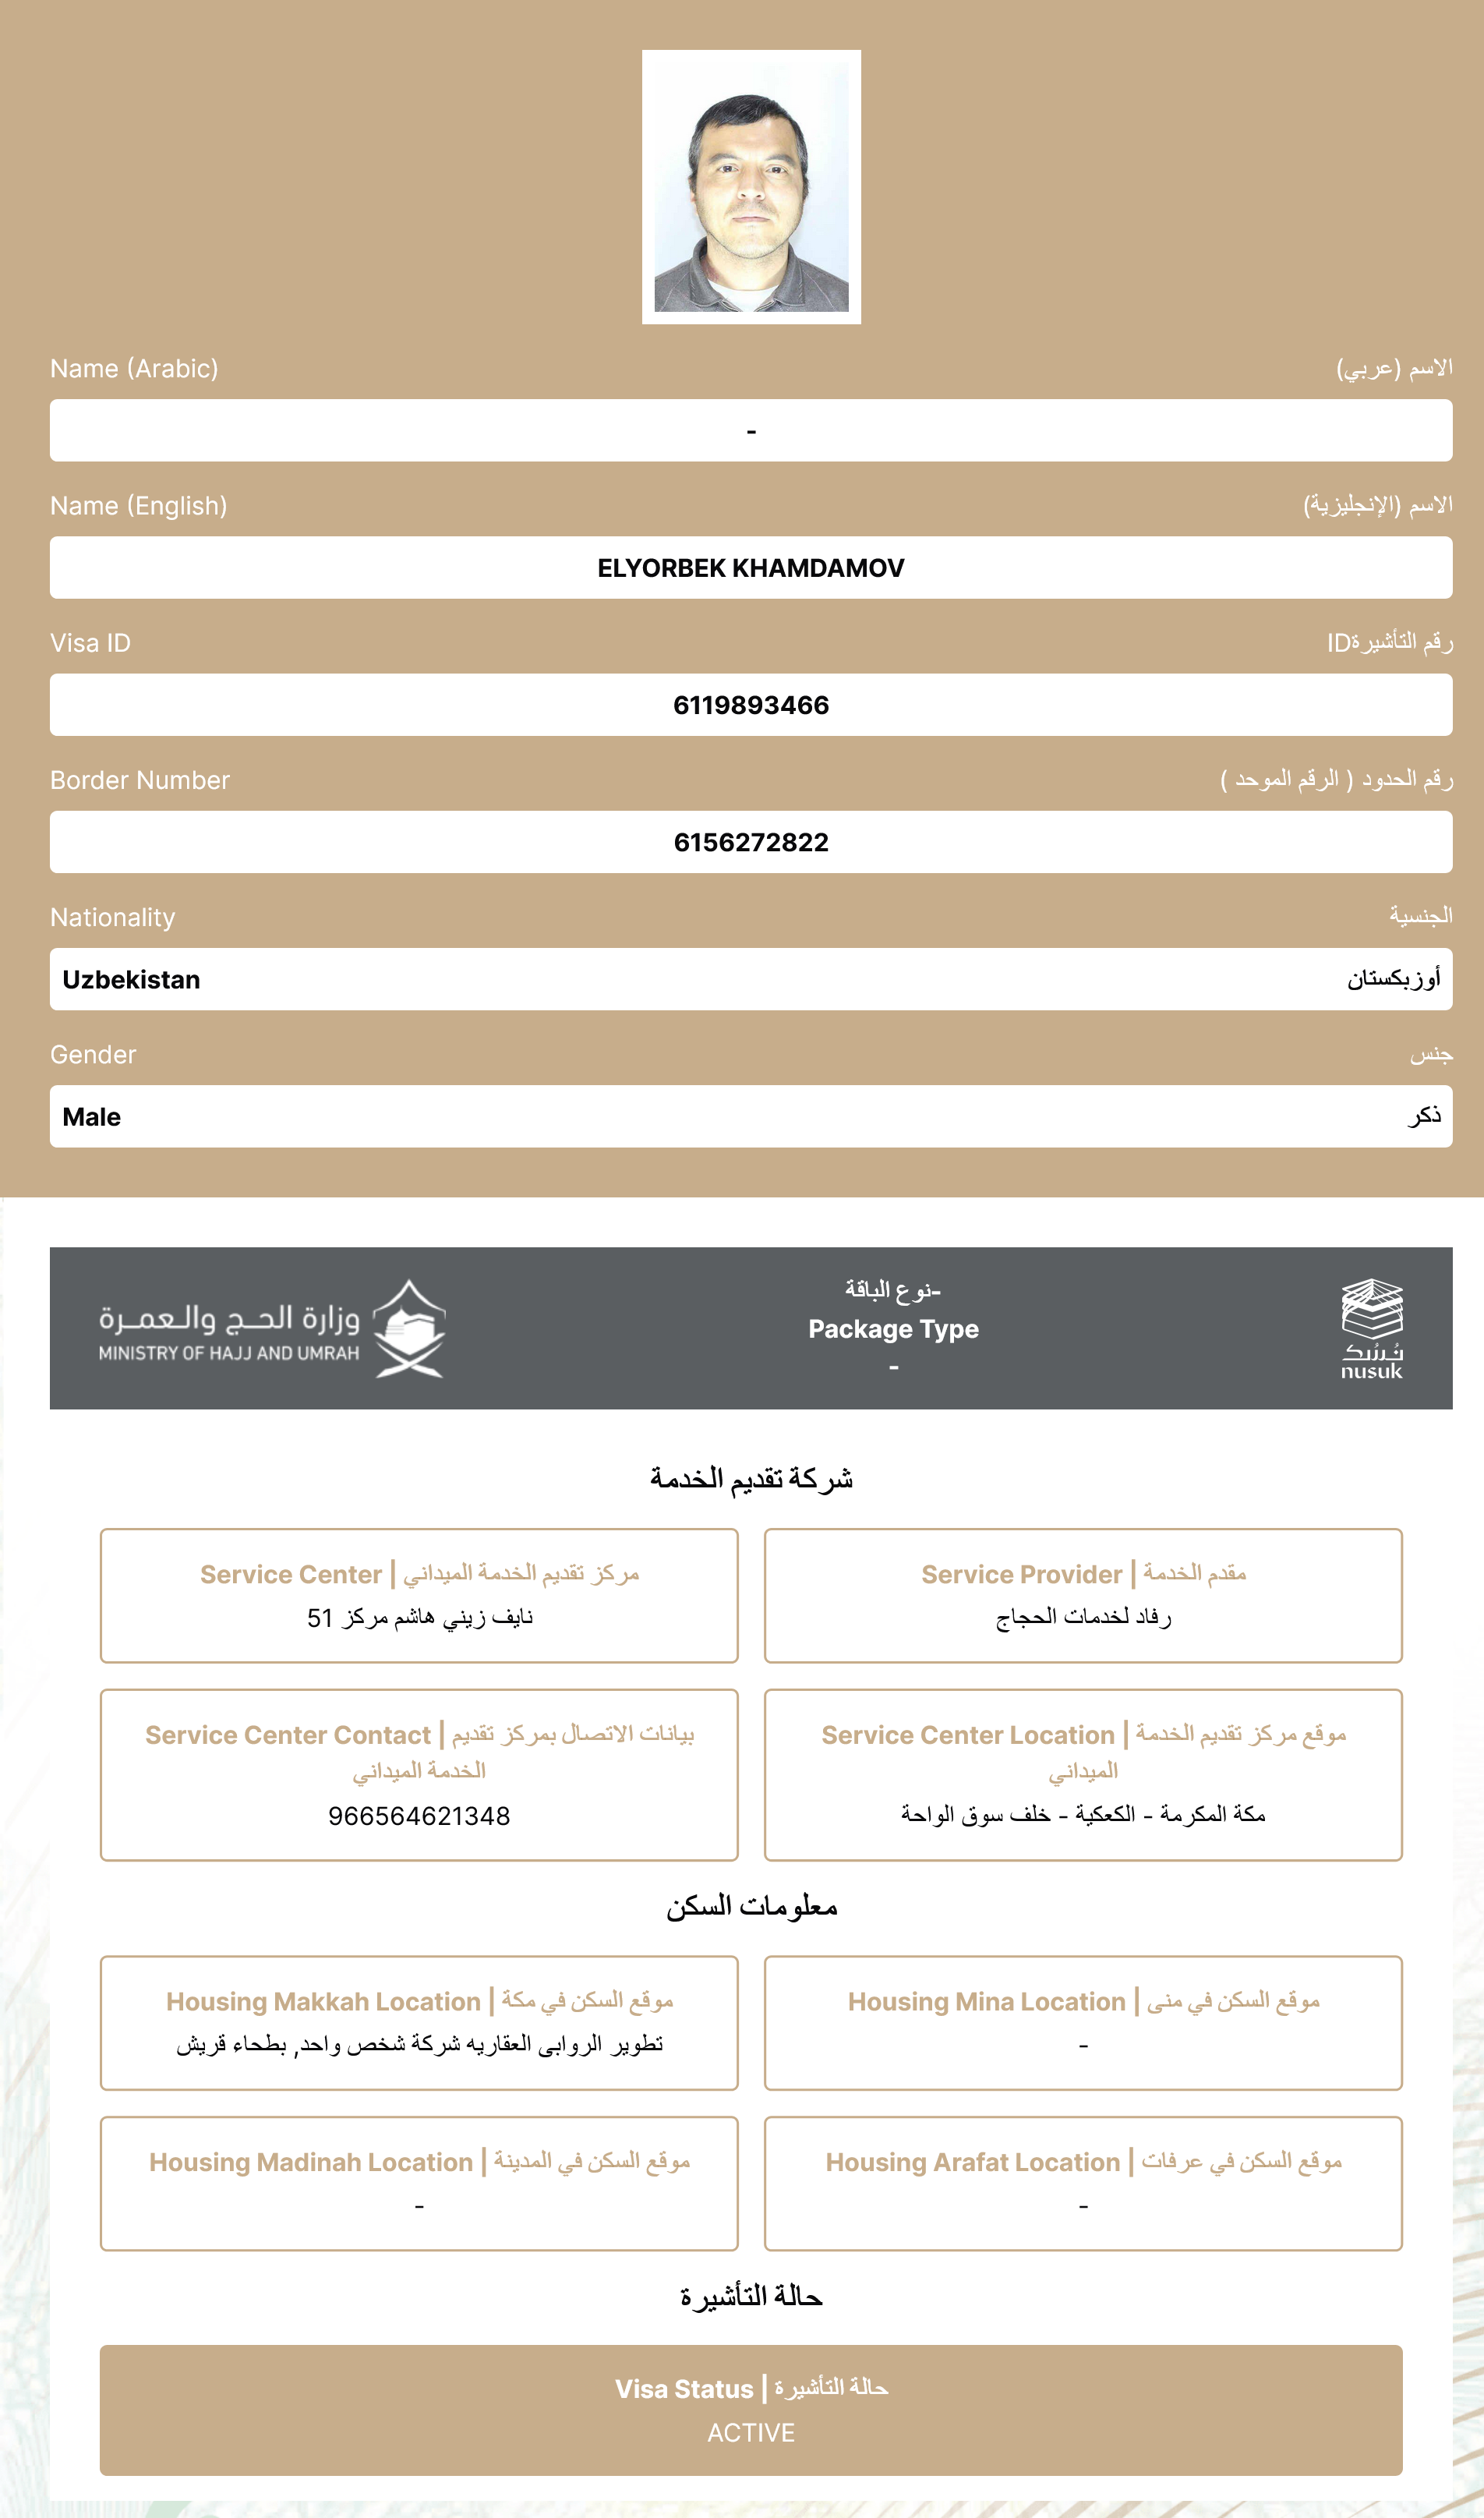 Name (Arabic) الاسم (عربي)
-
Name (English) الاسم (الإنجليزية)
ELYORBEK KHAMDAMOV
Visa ID رقم التأشيرةID
6119893466
Border Number رقم الحدود ( الرقم الموحد )
6156272822
Nationality الجنسية
Uzbekistan أوزبكستان
Gender جنس
Male ذكر
نوع الباقة-
وزارة الحج والعمرة
MINISTRY OF HAJJ AND UMRAH
Package Type
-
نُسُك
nusuk
شركة تقديم الخدمة
Service Center | مركز تقديم الخدمة الميداني
نايف زيني هاشم مركز 51
Service Provider | مقدم الخدمة
رفاد لخدمات الحجاج
Service Center Contact | بيانات الاتصال بمركز تقديم
الخدمة الميداني
966564621348
Service Center Location | موقع مركز تقديم الخدمة
الميداني
مكة المكرمة - الكعكية - خلف سوق الواحة
معلومات السكن
Housing Makkah Location | موقع السكن في مكة
تطوير الروابى العقاريه شركة شخص واحد, بطحاء قريش
Housing Mina Location | موقع السكن في منى
-
Housing Madinah Location | موقع السكن في المدينة
-
Housing Arafat Location | موقع السكن في عرفات
-
حالة التأشيرة
Visa Status | حالة التأشيرة
ACTIVE